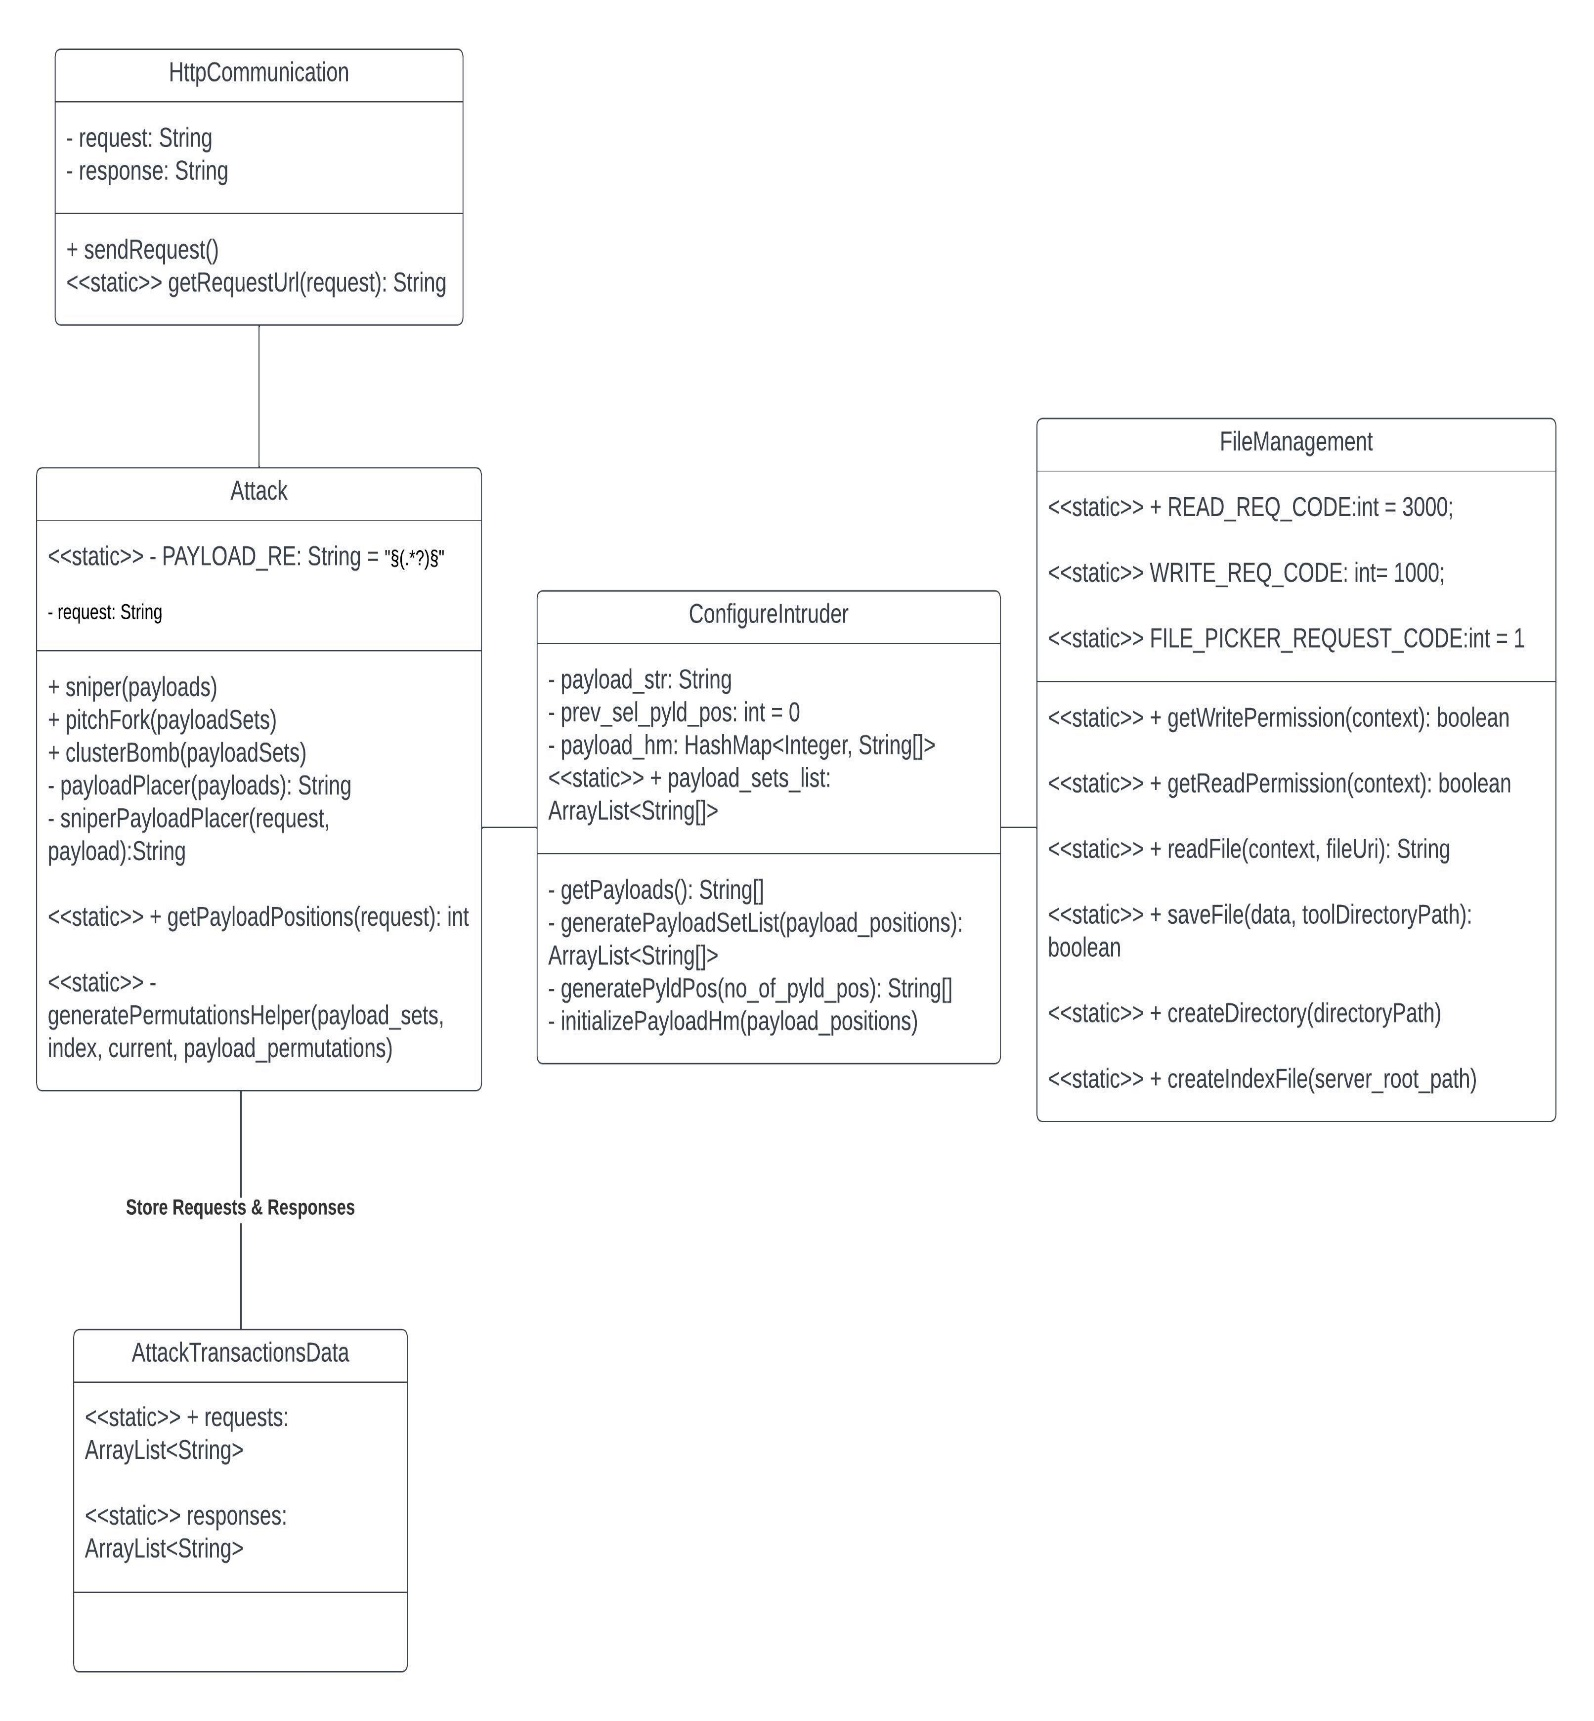 HttpCommunication
- request: String
- response: String
+ sendRequest()
<<static>> getRequestUrl(request): String
Attack
<<static>> - PAYLOAD_RE: String = "§(.*?)§"
- request: String
+ sniper(payloads)
+ pitchFork(payloadSets)
+ clusterBomb(payloadSets)
- payloadPlacer(payloads): String
- sniperPayloadPlacer(request,
payload):String
<<static>> + getPayloadPositions(request): int
<<static>> -
generatePermutationsHelper(payload_sets,
index, current, payload_permutations)
ConfigureIntruder
- payload_str: String
- prev_sel_pyld_pos: int = 0
- payload_hm: HashMap<Integer, String[]>
<<static>> + payload_sets_list:
ArrayList<String[]>
- getPayloads(): String[]
- generatePayloadSetList(payload_positions):
ArrayList<String[]>
- generatePyldPos(no_of_pyld_pos): String[]
- initializePayloadHm(payload_positions)
FileManagement
<<static>> + READ_REQ_CODE:int = 3000;
<<static>> WRITE_REQ_CODE: int= 1000;
<<static>> FILE_PICKER_REQUEST_CODE:int = 1
<<static>> + getWritePermission(context): boolean
<<static>> + getReadPermission(context): boolean
<<static>> + readFile(context, fileUri): String
<<static>> + saveFile(data, toolDirectoryPath):
boolean
<<static>> + createDirectory(directoryPath)
<<static>> + createIndexFile(server_root_path)
Store Requests & Responses
AttackTransactionsData
<<static>> + requests:
ArrayList<String>
<<static>> responses:
ArrayList<String>